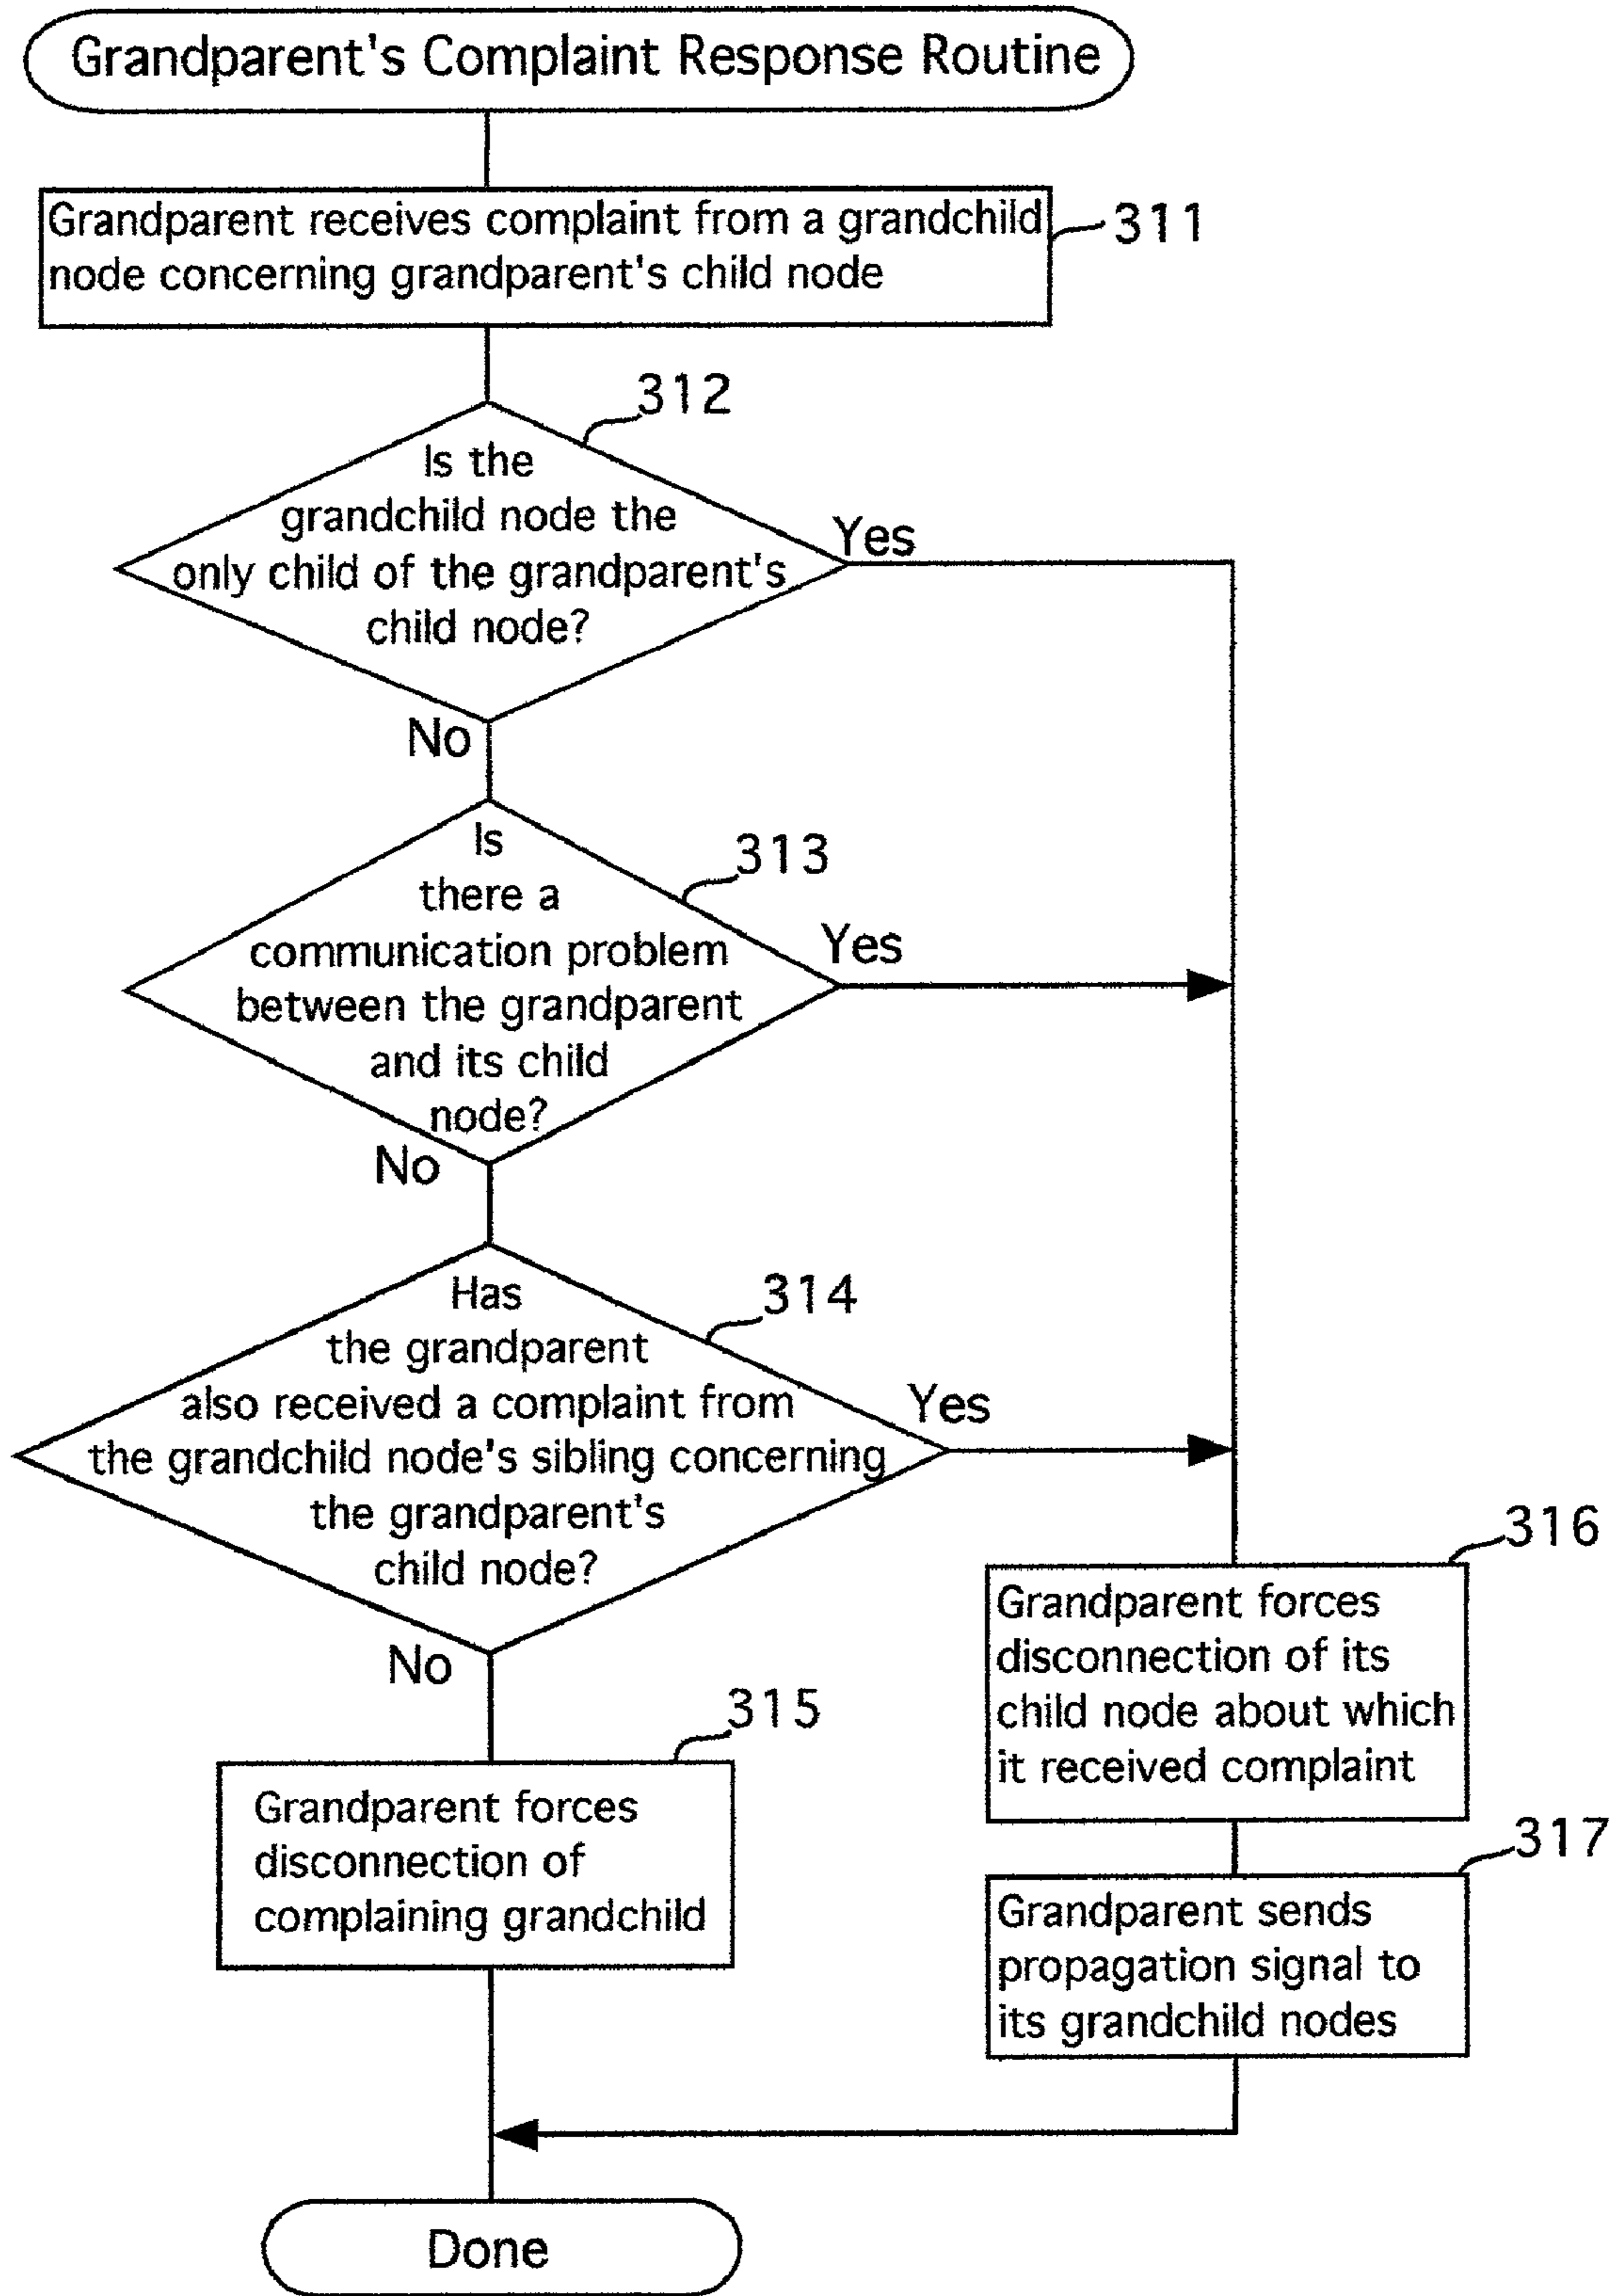 Grandparent's Complaint Response Routine
Grandparent receives complaint from a grandchild
node concerning grandparent's child node
311
312
Is the
grandchild node the
only child of the grandparent's
child node?
Yes
No
313
Is
there a
communication problem
between the grandparent
and its child
node?
Yes
No
314
Has
the grandparent
also received a complaint from
the grandchild node's sibling concerning
the grandparent's
child node?
Yes
No
315
Grandparent forces
disconnection of
complaining grandchild
316
Grandparent forces
disconnection of its
child node about which
it received complaint
317
Grandparent sends
propagation signal to
its grandchild nodes
Done